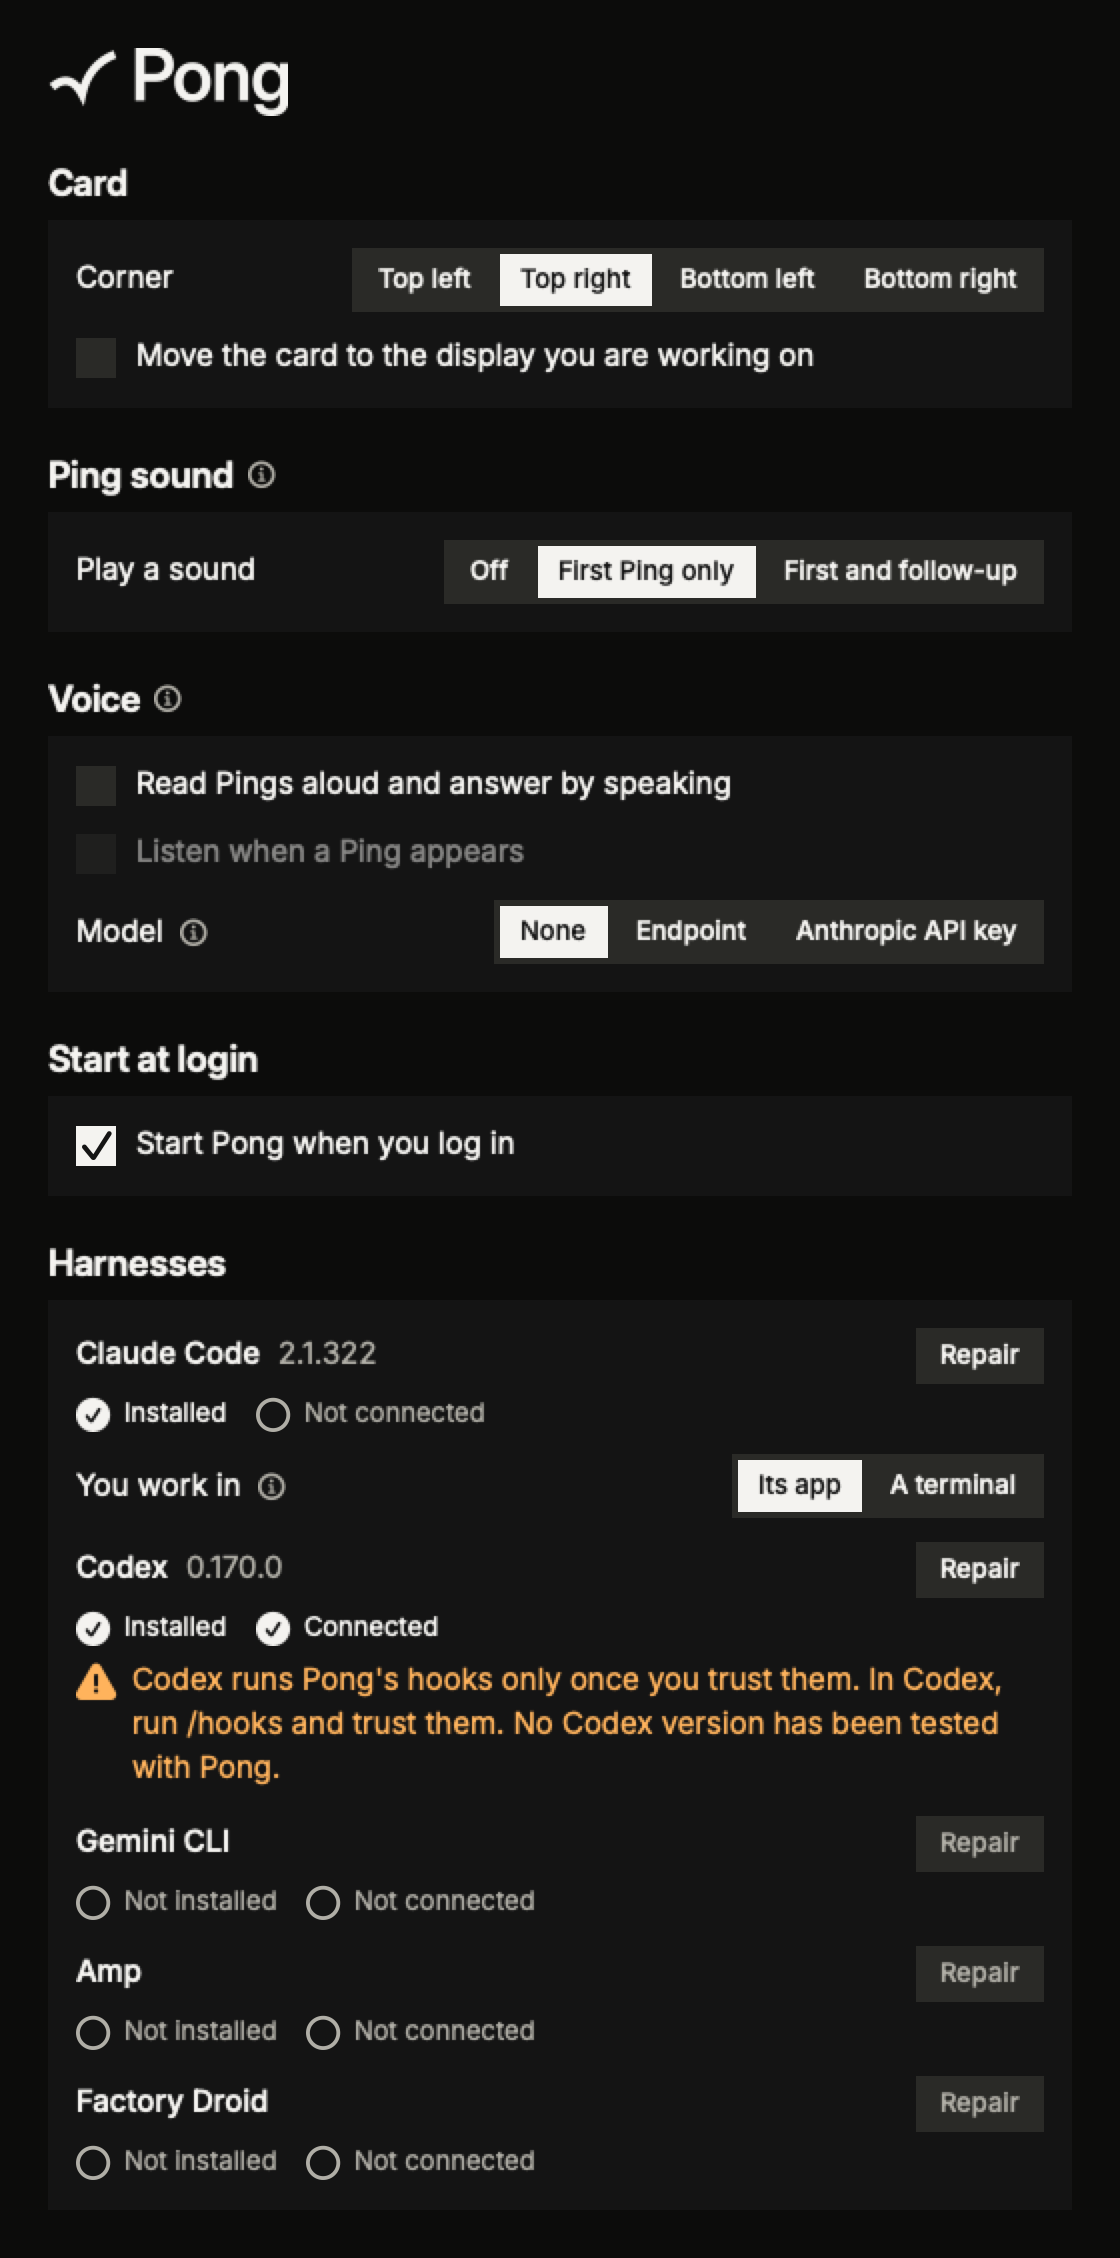 Pong
Card
Corner
Top left
Top right
Bottom left
Bottom right
Move the card to the display you are working on
Ping sound
Play a sound
Off
First Ping only
First and follow-up
Voice
Read Pings aloud and answer by speaking
Listen when a Ping appears
Model
None
Endpoint
Anthropic API key
Start at login
Start Pong when you log in
Harnesses
Claude Code 2.1.322
Repair
Installed
Not connected
You work in
Its app
A terminal
Codex 0.170.0
Repair
Installed
Connected
Codex runs Pong's hooks only once you trust them. In Codex,
run /hooks and trust them. No Codex version has been tested
with Pong.
Gemini CLI
Repair
Not installed
Not connected
Amp
Repair
Not installed
Not connected
Factory Droid
Repair
Not installed
Not connected